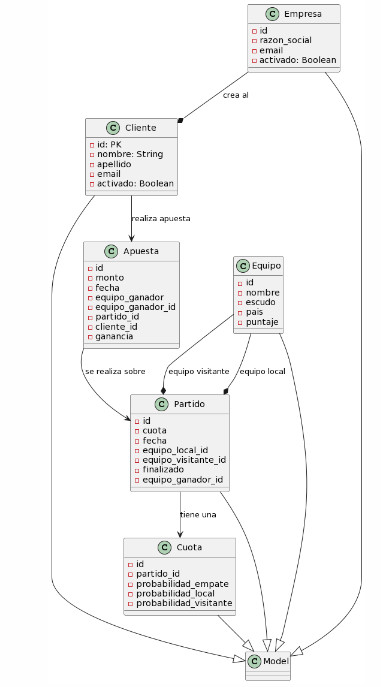 C Empresa
id
razon_social
email
activado: Boolean
crea al
C Cliente
id: PK
nombre: String
apellido
email
activado: Boolean
realiza apuesta
C Apuesta
id
monto
fecha
equipo_ganador
equipo_ganador_id
partido_id
cliente_id
ganancia
C Equipo
id
nombre
escudo
pais
puntaje
se realiza sobre
equipo visitante
equipo local
C Partido
id
cuota
fecha
equipo_local_id
equipo_visitante_id
finalizado
equipo_ganador_id
tiene una
C Cuota
id
partido_id
probabilidad_empate
probabilidad_local
probabilidad_visitante
C Model